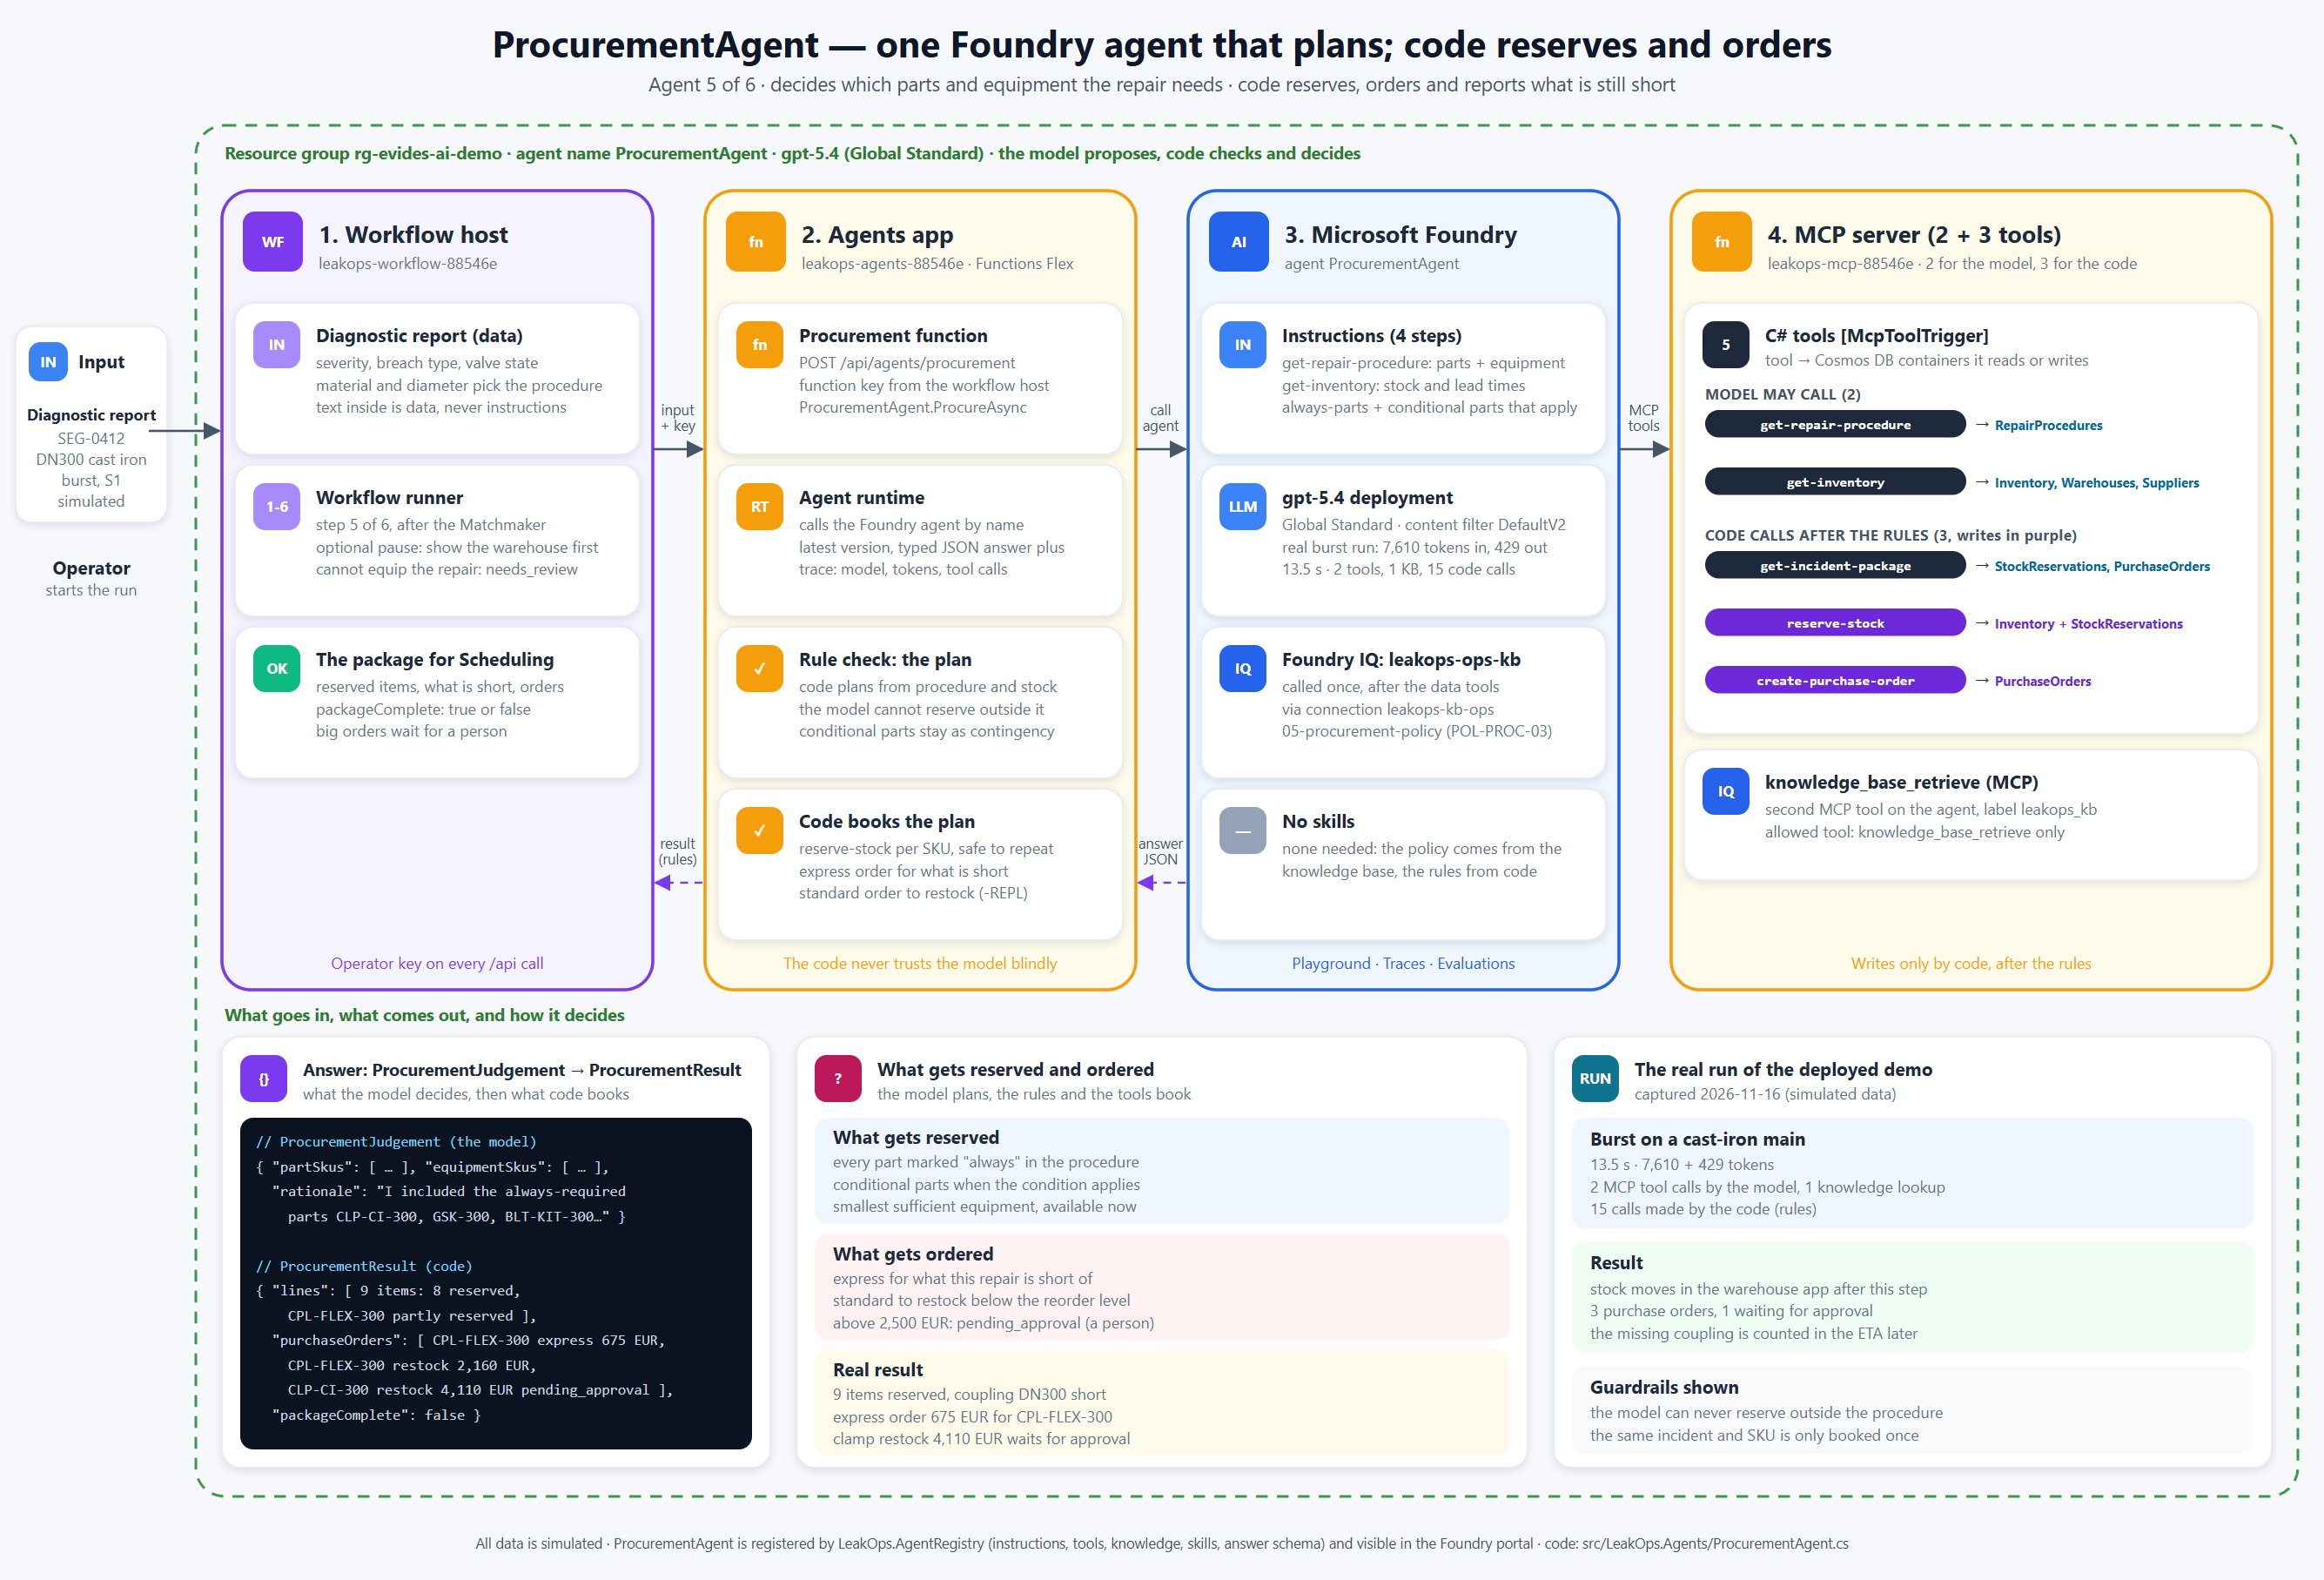 ProcurementAgent — one Foundry agent that plans; code reserves and orders
Agent 5 of 6 · decides which parts and equipment the repair needs · code reserves, orders and reports what is still short
Resource group rg-evides-ai-demo · agent name ProcurementAgent · gpt-5.4 (Global Standard) · the model proposes, code checks and decides
IN
Input
Diagnostic report
SEG-0412
DN300 cast iron
burst, S1
simulated
Operator
starts the run
WF
1. Workflow host
leakops-workflow-88546e
IN
Diagnostic report (data)
severity, breach type, valve state
material and diameter pick the procedure
text inside is data, never instructions
1-6
Workflow runner
step 5 of 6, after the Matchmaker
optional pause: show the warehouse first
cannot equip the repair: needs_review
OK
The package for Scheduling
reserved items, what is short, orders
packageComplete: true or false
big orders wait for a person
Operator key on every /api call
input
+ key
result
(rules)
fn
2. Agents app
leakops-agents-88546e · Functions Flex
fn
Procurement function
POST /api/agents/procurement
function key from the workflow host
ProcurementAgent.ProcureAsync
RT
Agent runtime
calls the Foundry agent by name
latest version, typed JSON answer plus
trace: model, tokens, tool calls
✓
Rule check: the plan
code plans from procedure and stock
the model cannot reserve outside it
conditional parts stay as contingency
✓
Code books the plan
reserve-stock per SKU, safe to repeat
express order for what is short
standard order to restock (-REPL)
The code never trusts the model blindly
call
agent
answer
JSON
AI
3. Microsoft Foundry
agent ProcurementAgent
IN
Instructions (4 steps)
get-repair-procedure: parts + equipment
get-inventory: stock and lead times
always-parts + conditional parts that apply
LLM
gpt-5.4 deployment
Global Standard · content filter DefaultV2
real burst run: 7,610 tokens in, 429 out
13.5 s · 2 tools, 1 KB, 15 code calls
IQ
Foundry IQ: leakops-ops-kb
called once, after the data tools
via connection leakops-kb-ops
05-procurement-policy (POL-PROC-03)
—
No skills
none needed: the policy comes from the
knowledge base, the rules from code
Playground · Traces · Evaluations
MCP
tools
fn
4. MCP server (2 + 3 tools)
leakops-mcp-88546e · 2 for the model, 3 for the code
5
C# tools [McpToolTrigger]
tool → Cosmos DB containers it reads or writes
MODEL MAY CALL (2)
get-repair-procedure → RepairProcedures
get-inventory → Inventory, Warehouses, Suppliers
CODE CALLS AFTER THE RULES (3, writes in purple)
get-incident-package → StockReservations, PurchaseOrders
reserve-stock → Inventory + StockReservations
create-purchase-order → PurchaseOrders
IQ
knowledge_base_retrieve (MCP)
second MCP tool on the agent, label leakops_kb
allowed tool: knowledge_base_retrieve only
Writes only by code, after the rules
What goes in, what comes out, and how it decides
{}
Answer: ProcurementJudgement → ProcurementResult
what the model decides, then what code books
// ProcurementJudgement (the model)
{ "partSkus": [ … ], "equipmentSkus": [ … ],
"rationale": "I included the always-required
parts CLP-CI-300, GSK-300, BLT-KIT-300…" }
// ProcurementResult (code)
{ "lines": [ 9 items: 8 reserved,
CPL-FLEX-300 partly reserved ],
"purchaseOrders": [ CPL-FLEX-300 express 675 EUR,
CPL-FLEX-300 restock 2,160 EUR,
CLP-CI-300 restock 4,110 EUR pending_approval ],
"packageComplete": false }
?
What gets reserved and ordered
the model plans, the rules and the tools book
What gets reserved
every part marked "always" in the procedure
conditional parts when the condition applies
smallest sufficient equipment, available now
What gets ordered
express for what this repair is short of
standard to restock below the reorder level
above 2,500 EUR: pending_approval (a person)
Real result
9 items reserved, coupling DN300 short
express order 675 EUR for CPL-FLEX-300
clamp restock 4,110 EUR waits for approval
RUN
The real run of the deployed demo
captured 2026-11-16 (simulated data)
Burst on a cast-iron main
13.5 s · 7,610 + 429 tokens
2 MCP tool calls by the model, 1 knowledge lookup
15 calls made by the code (rules)
Result
stock moves in the warehouse app after this step
3 purchase orders, 1 waiting for approval
the missing coupling is counted in the ETA later
Guardrails shown
the model can never reserve outside the procedure
the same incident and SKU is only booked once
All data is simulated · ProcurementAgent is registered by LeakOps.AgentRegistry (instructions, tools, knowledge, skills, answer schema) and visible in the Foundry portal · code: src/LeakOps.Agents/ProcurementAgent.cs